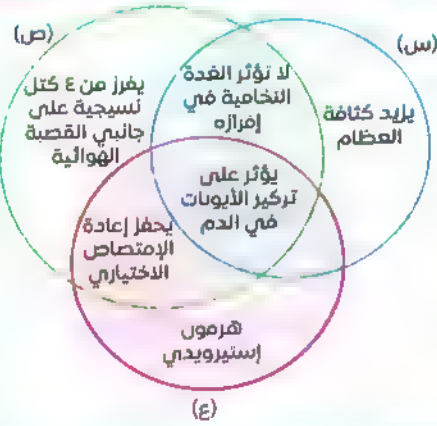 (ص)
(س)
يفرز من ٤ كتل
نسيجية على
جانبي القصبة
الهوائية
لا تؤثر الغدة
النخامية في
إفرازه
يزيد كثافة
العظام
يؤثر على
تركيز الأيونات
في الدم
يحفز إعادة
الإمتصاص
الاختياري
هرمون
إستيرويدي
(ع)